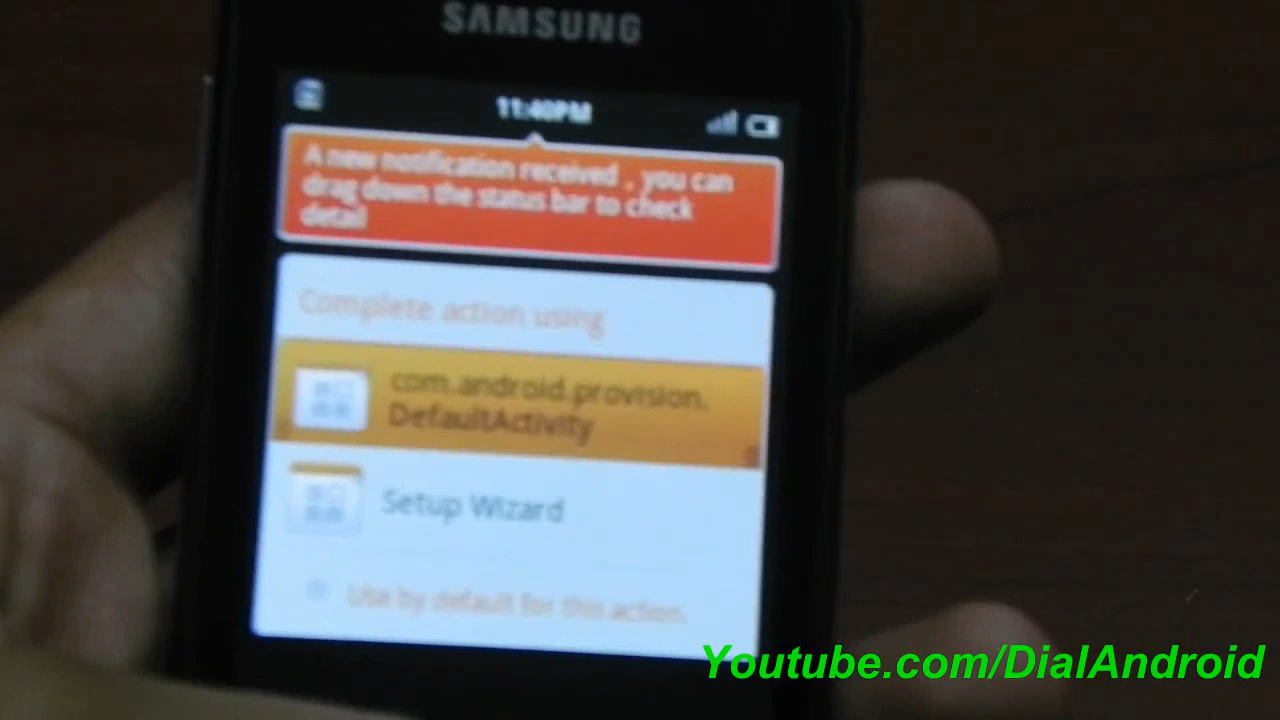 SAMSUNG
11:40PM
A new notification received . you can
drag down the status bar to check
detail
Complete action using
com.android.provision.
DefaultActivity
Setup Wizard
Use by default for this action.
Youtube.com/DialAndroid